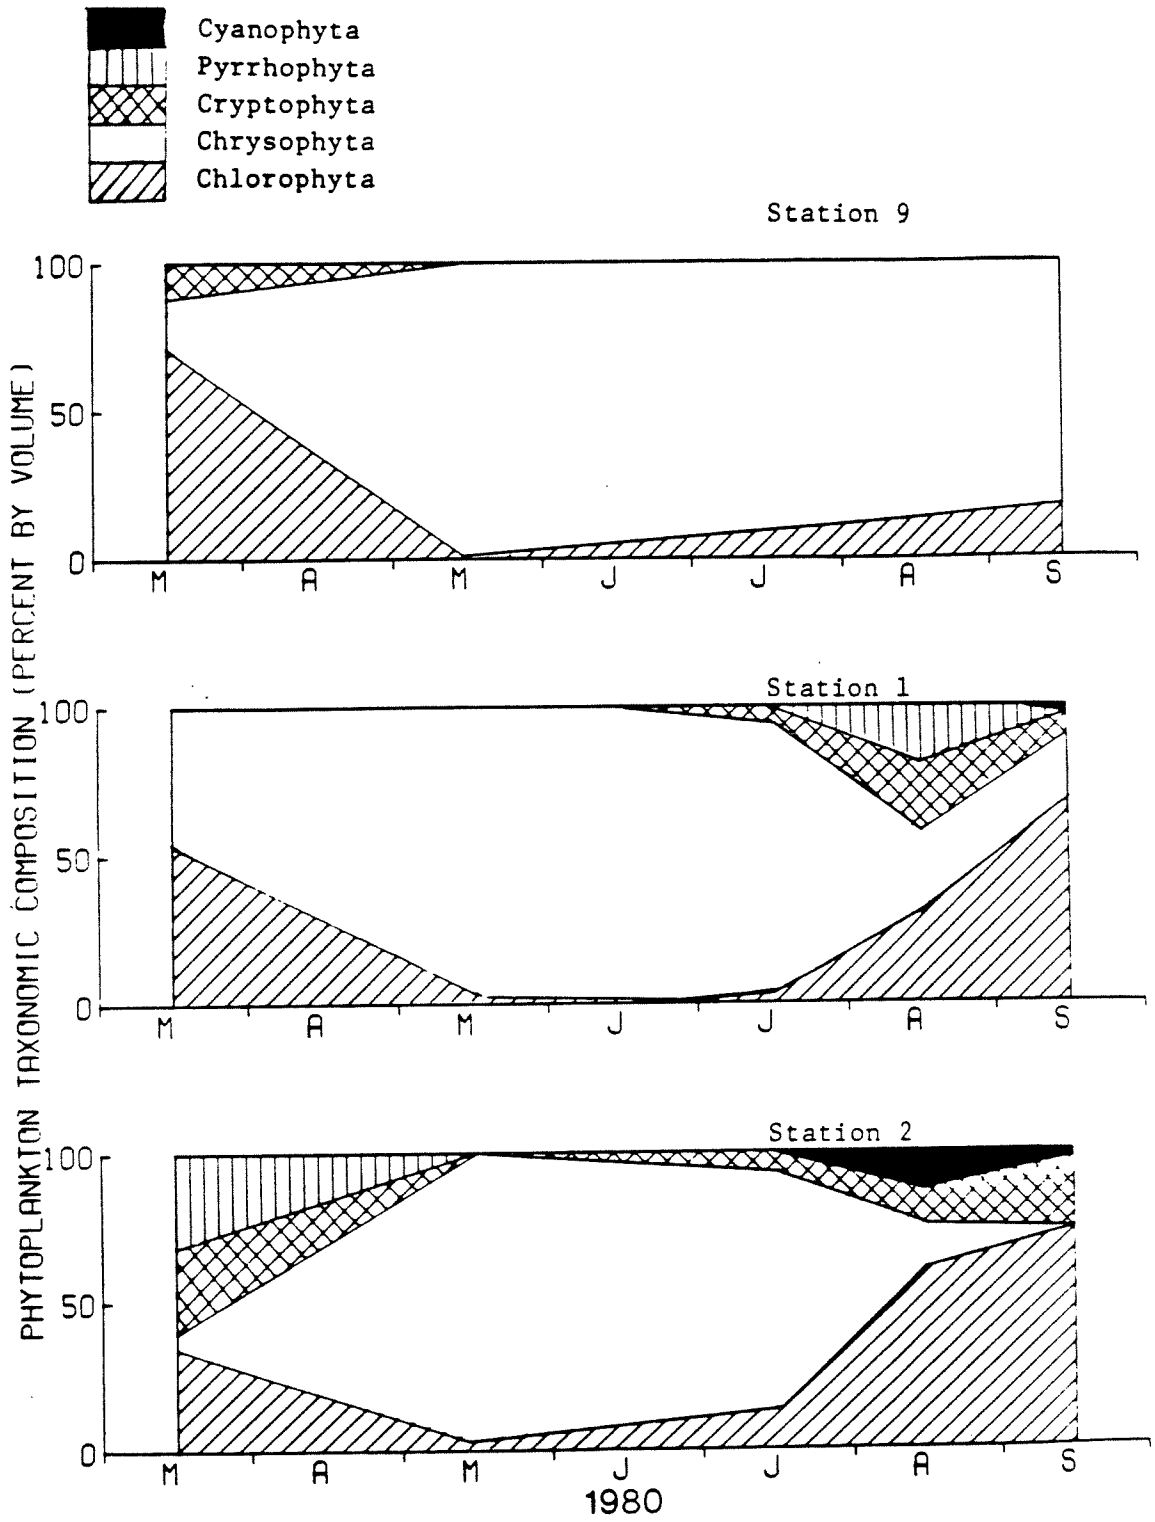 Cyanophyta
Pyrrhophyta
Cryptophyta
Chrysophyta
Chlorophyta
PHYTOPLANKTON TAXONOMIC COMPOSITION (PERCENT BY VOLUME)
Station 9
100
50
0
M A M J J A S
Station 1
100
50
0
M A M J J A S
Station 2
100
50
0
M A M J J A S
1980